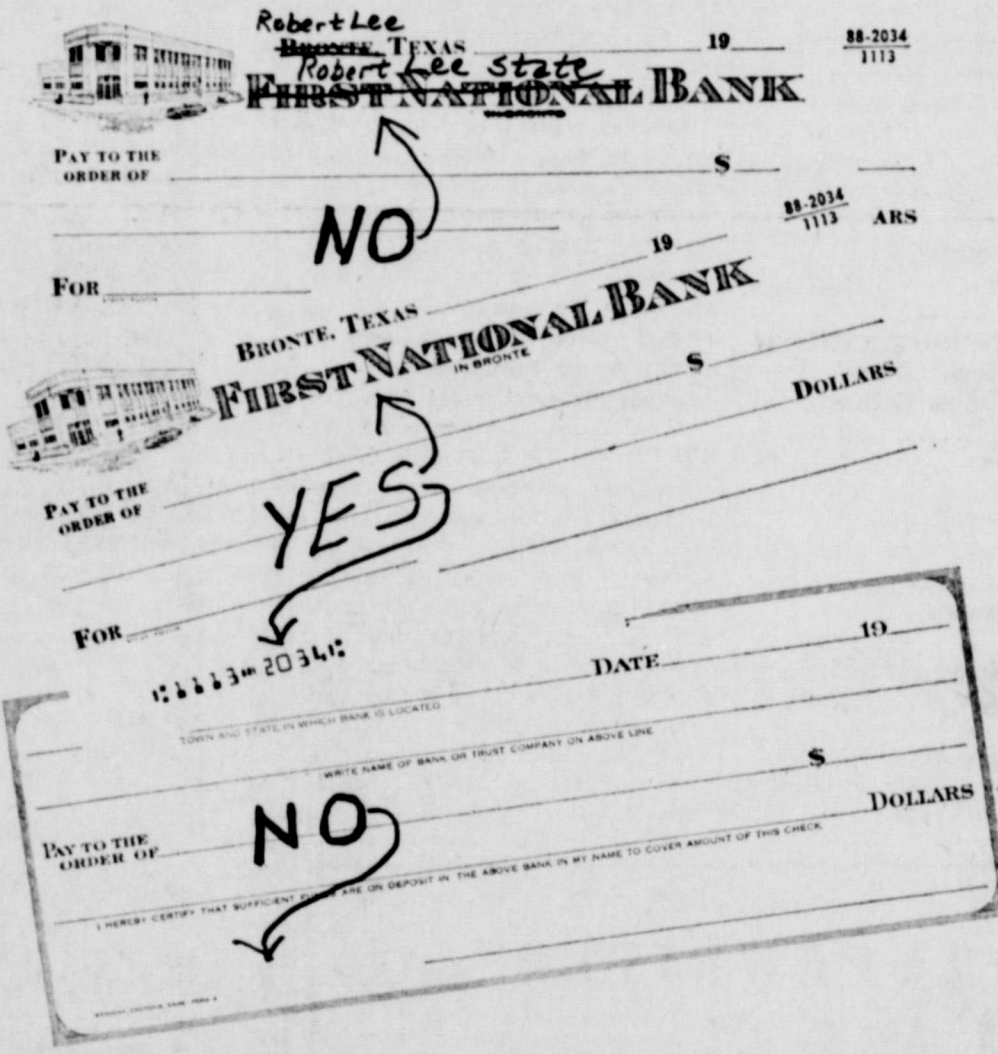 Robert Lee
BRONTE, TEXAS 19 88-2034
1113
Robert Lee State
FIRST NATIONAL BANK
IN BRONTE
PAY TO THE
ORDER OF $
NO
ARS
FOR
BRONTE, TEXAS 19 88-2034
1113
FIRST NATIONAL BANK
IN BRONTE
PAY TO THE
ORDER OF $
DOLLARS
YES
FOR
⑆1113⑉2034⑆
DATE 19
TOWN AND STATE IN WHICH BANK IS LOCATED
WRITE NAME OF BANK OR TRUST COMPANY ON ABOVE LINE
PAY TO THE
ORDER OF $
NO
DOLLARS
I HEREBY CERTIFY THAT SUFFICIENT ARE ON DEPOSIT IN THE ABOVE BANK IN MY NAME TO COVER AMOUNT OF THIS CHECK